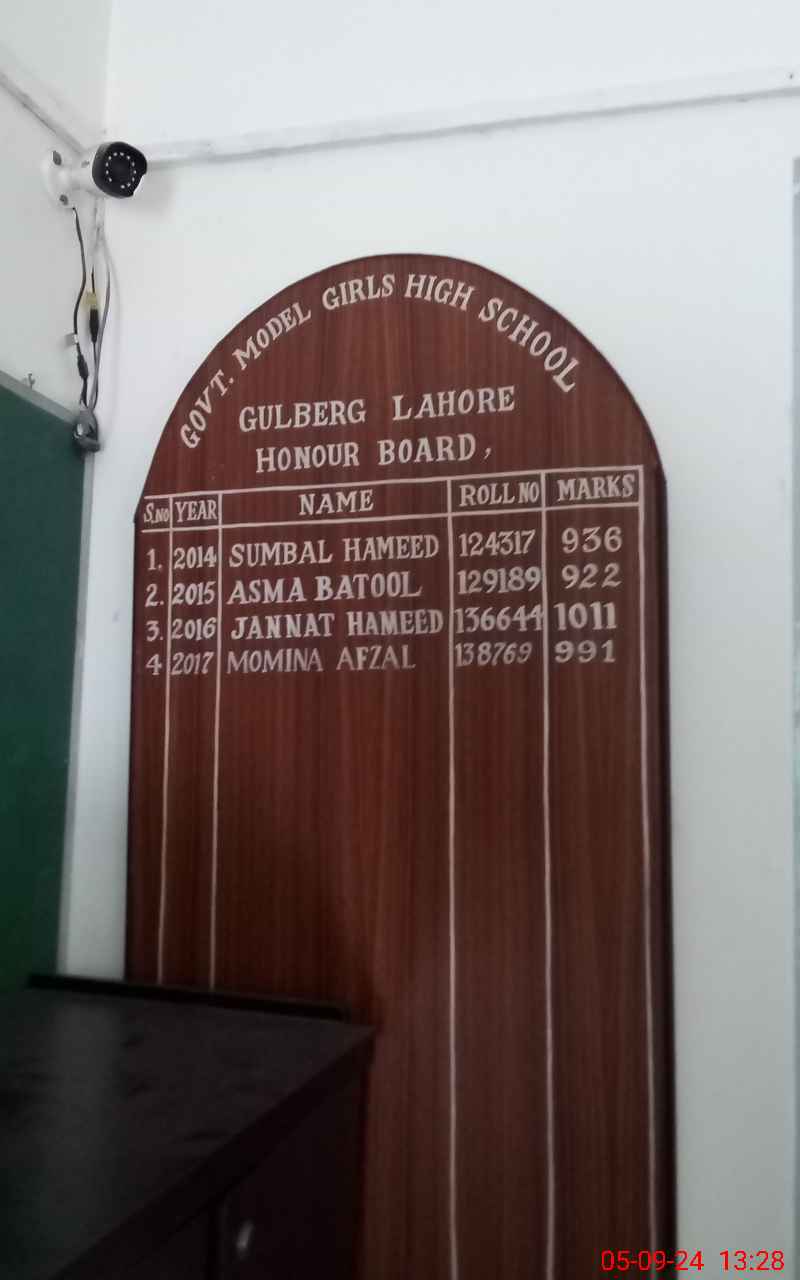 GOVT. MODEL GIRLS HIGH SCHOOL
GULBERG LAHORE
HONOUR BOARD,
S.NO YEAR NAME ROLL NO MARKS
1. 2014 SUMBAL HAMEED 124317 936
2. 2015 ASMA BATOOL 129189 922
3. 2016 JANNAT HAMEED 136644 1011
4 2017 MOMINA AFZAL 138769 991
05-09-24 13:28